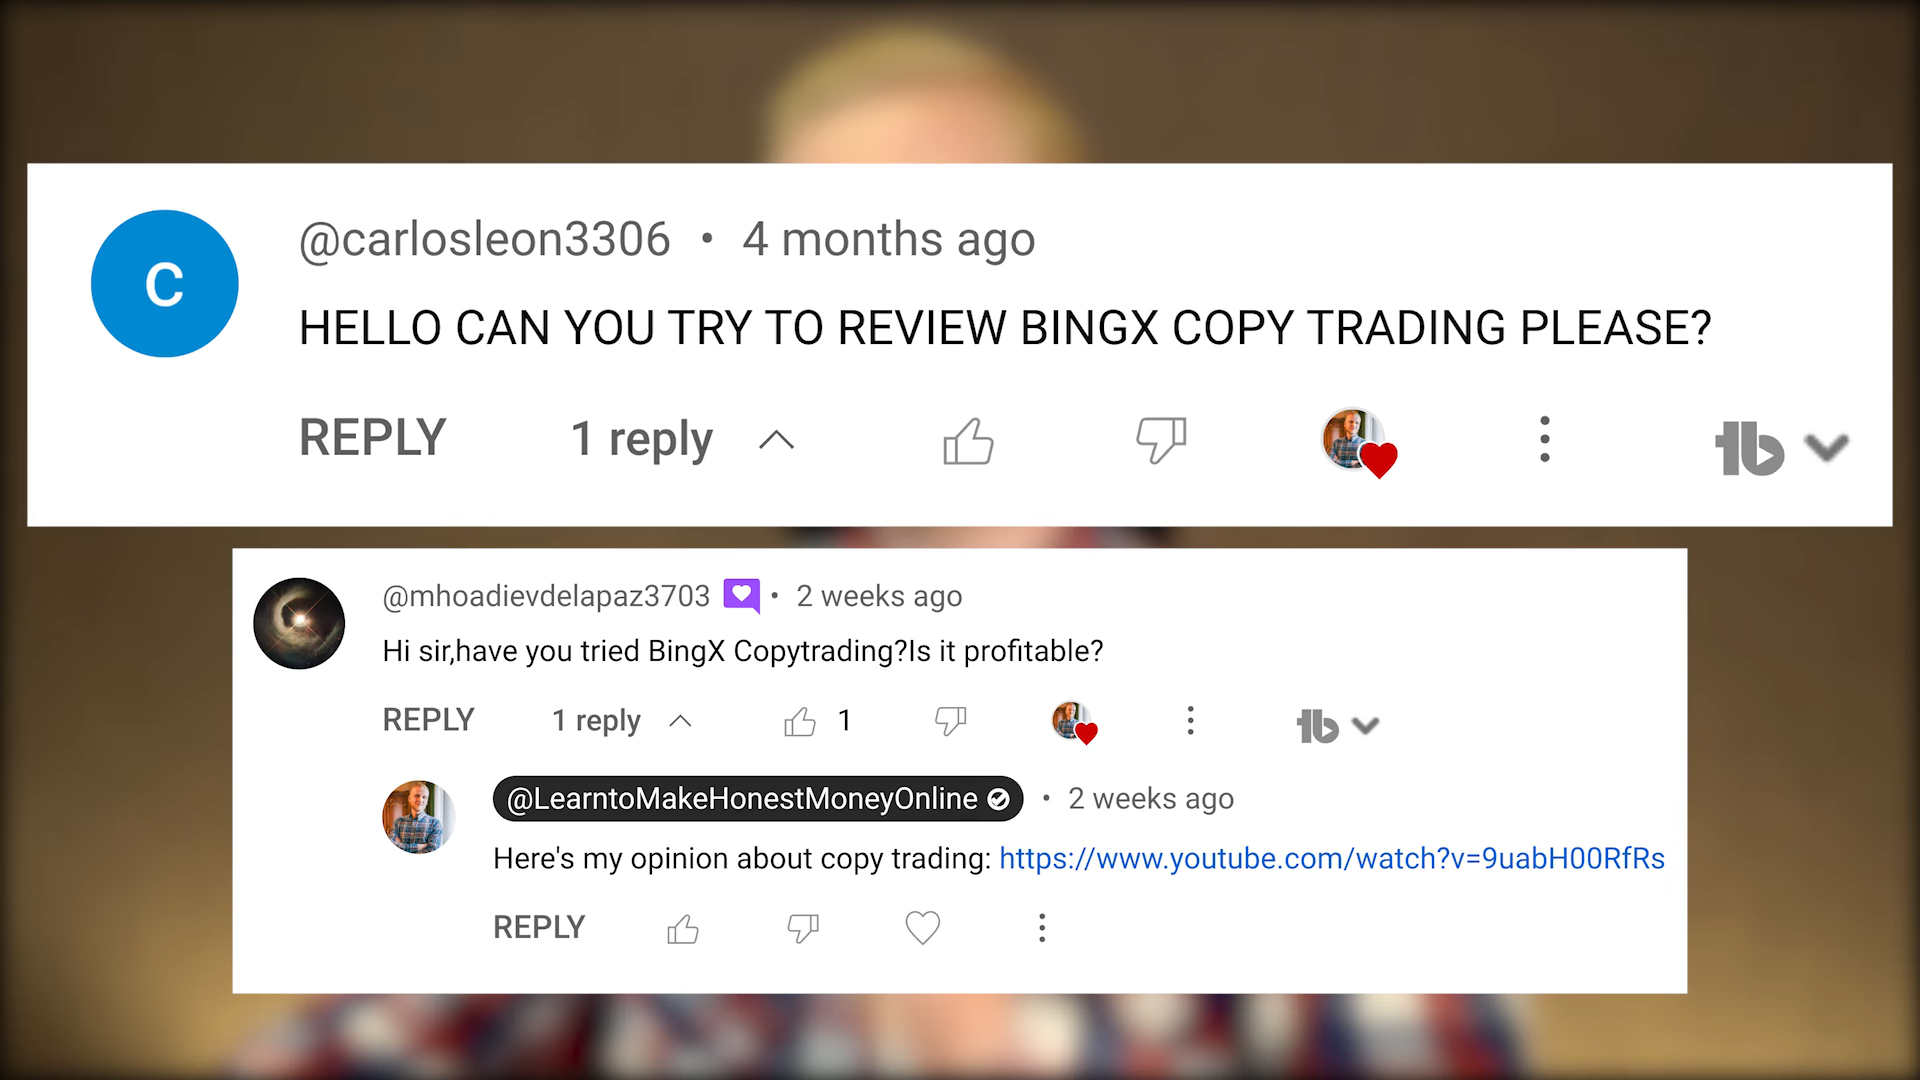 C
@carlosleon3306 • 4 months ago
HELLO CAN YOU TRY TO REVIEW BINGX COPY TRADING PLEASE?
REPLY 1 reply
tb
@mhoadievdelapaz3703 • 2 weeks ago
Hi sir,have you tried BingX Copytrading?Is it profitable?
REPLY 1 reply 1
tb
@LearntoMakeHonestMoneyOnline • 2 weeks ago
Here's my opinion about copy trading: https://www.youtube.com/watch?v=9uabH00RfRs
REPLY